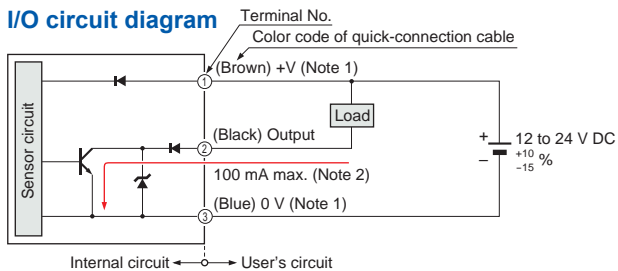 I/O circuit diagram
Terminal No.
Color code of quick-connection cable
1
(Brown) +V (Note 1)
Sensor circuit
Load
2
(Black) Output
+
–
12 to 24 V DC
+10
–15 %
100 mA max. (Note 2)
3
(Blue) 0 V (Note 1)
Internal circuit
User's circuit